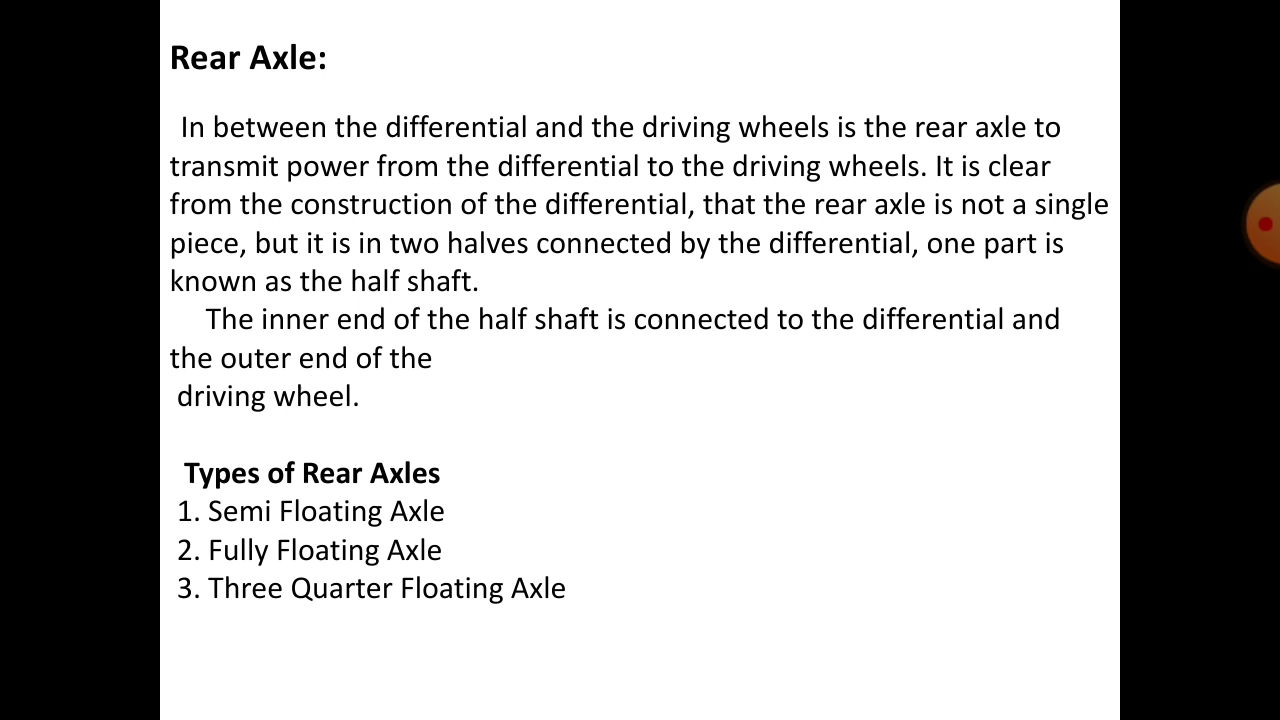 Rear Axle:
In between the differential and the driving wheels is the rear axle to
transmit power from the differential to the driving wheels. It is clear
from the construction of the differential, that the rear axle is not a single
piece, but it is in two halves connected by the differential, one part is
known as the half shaft.
The inner end of the half shaft is connected to the differential and
the outer end of the
driving wheel.
Types of Rear Axles
1. Semi Floating Axle
2. Fully Floating Axle
3. Three Quarter Floating Axle